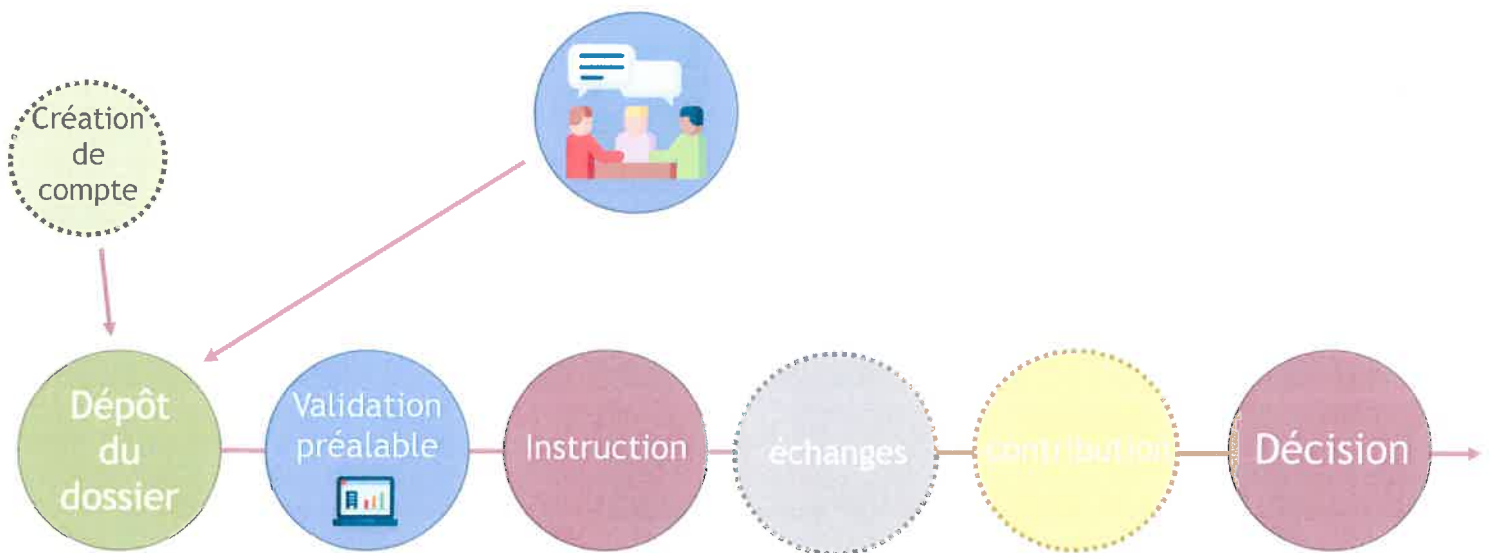 Création
de
compte
Dépôt
du
dossier
Validation
préalable
Instruction
échanges
contribution
Décision